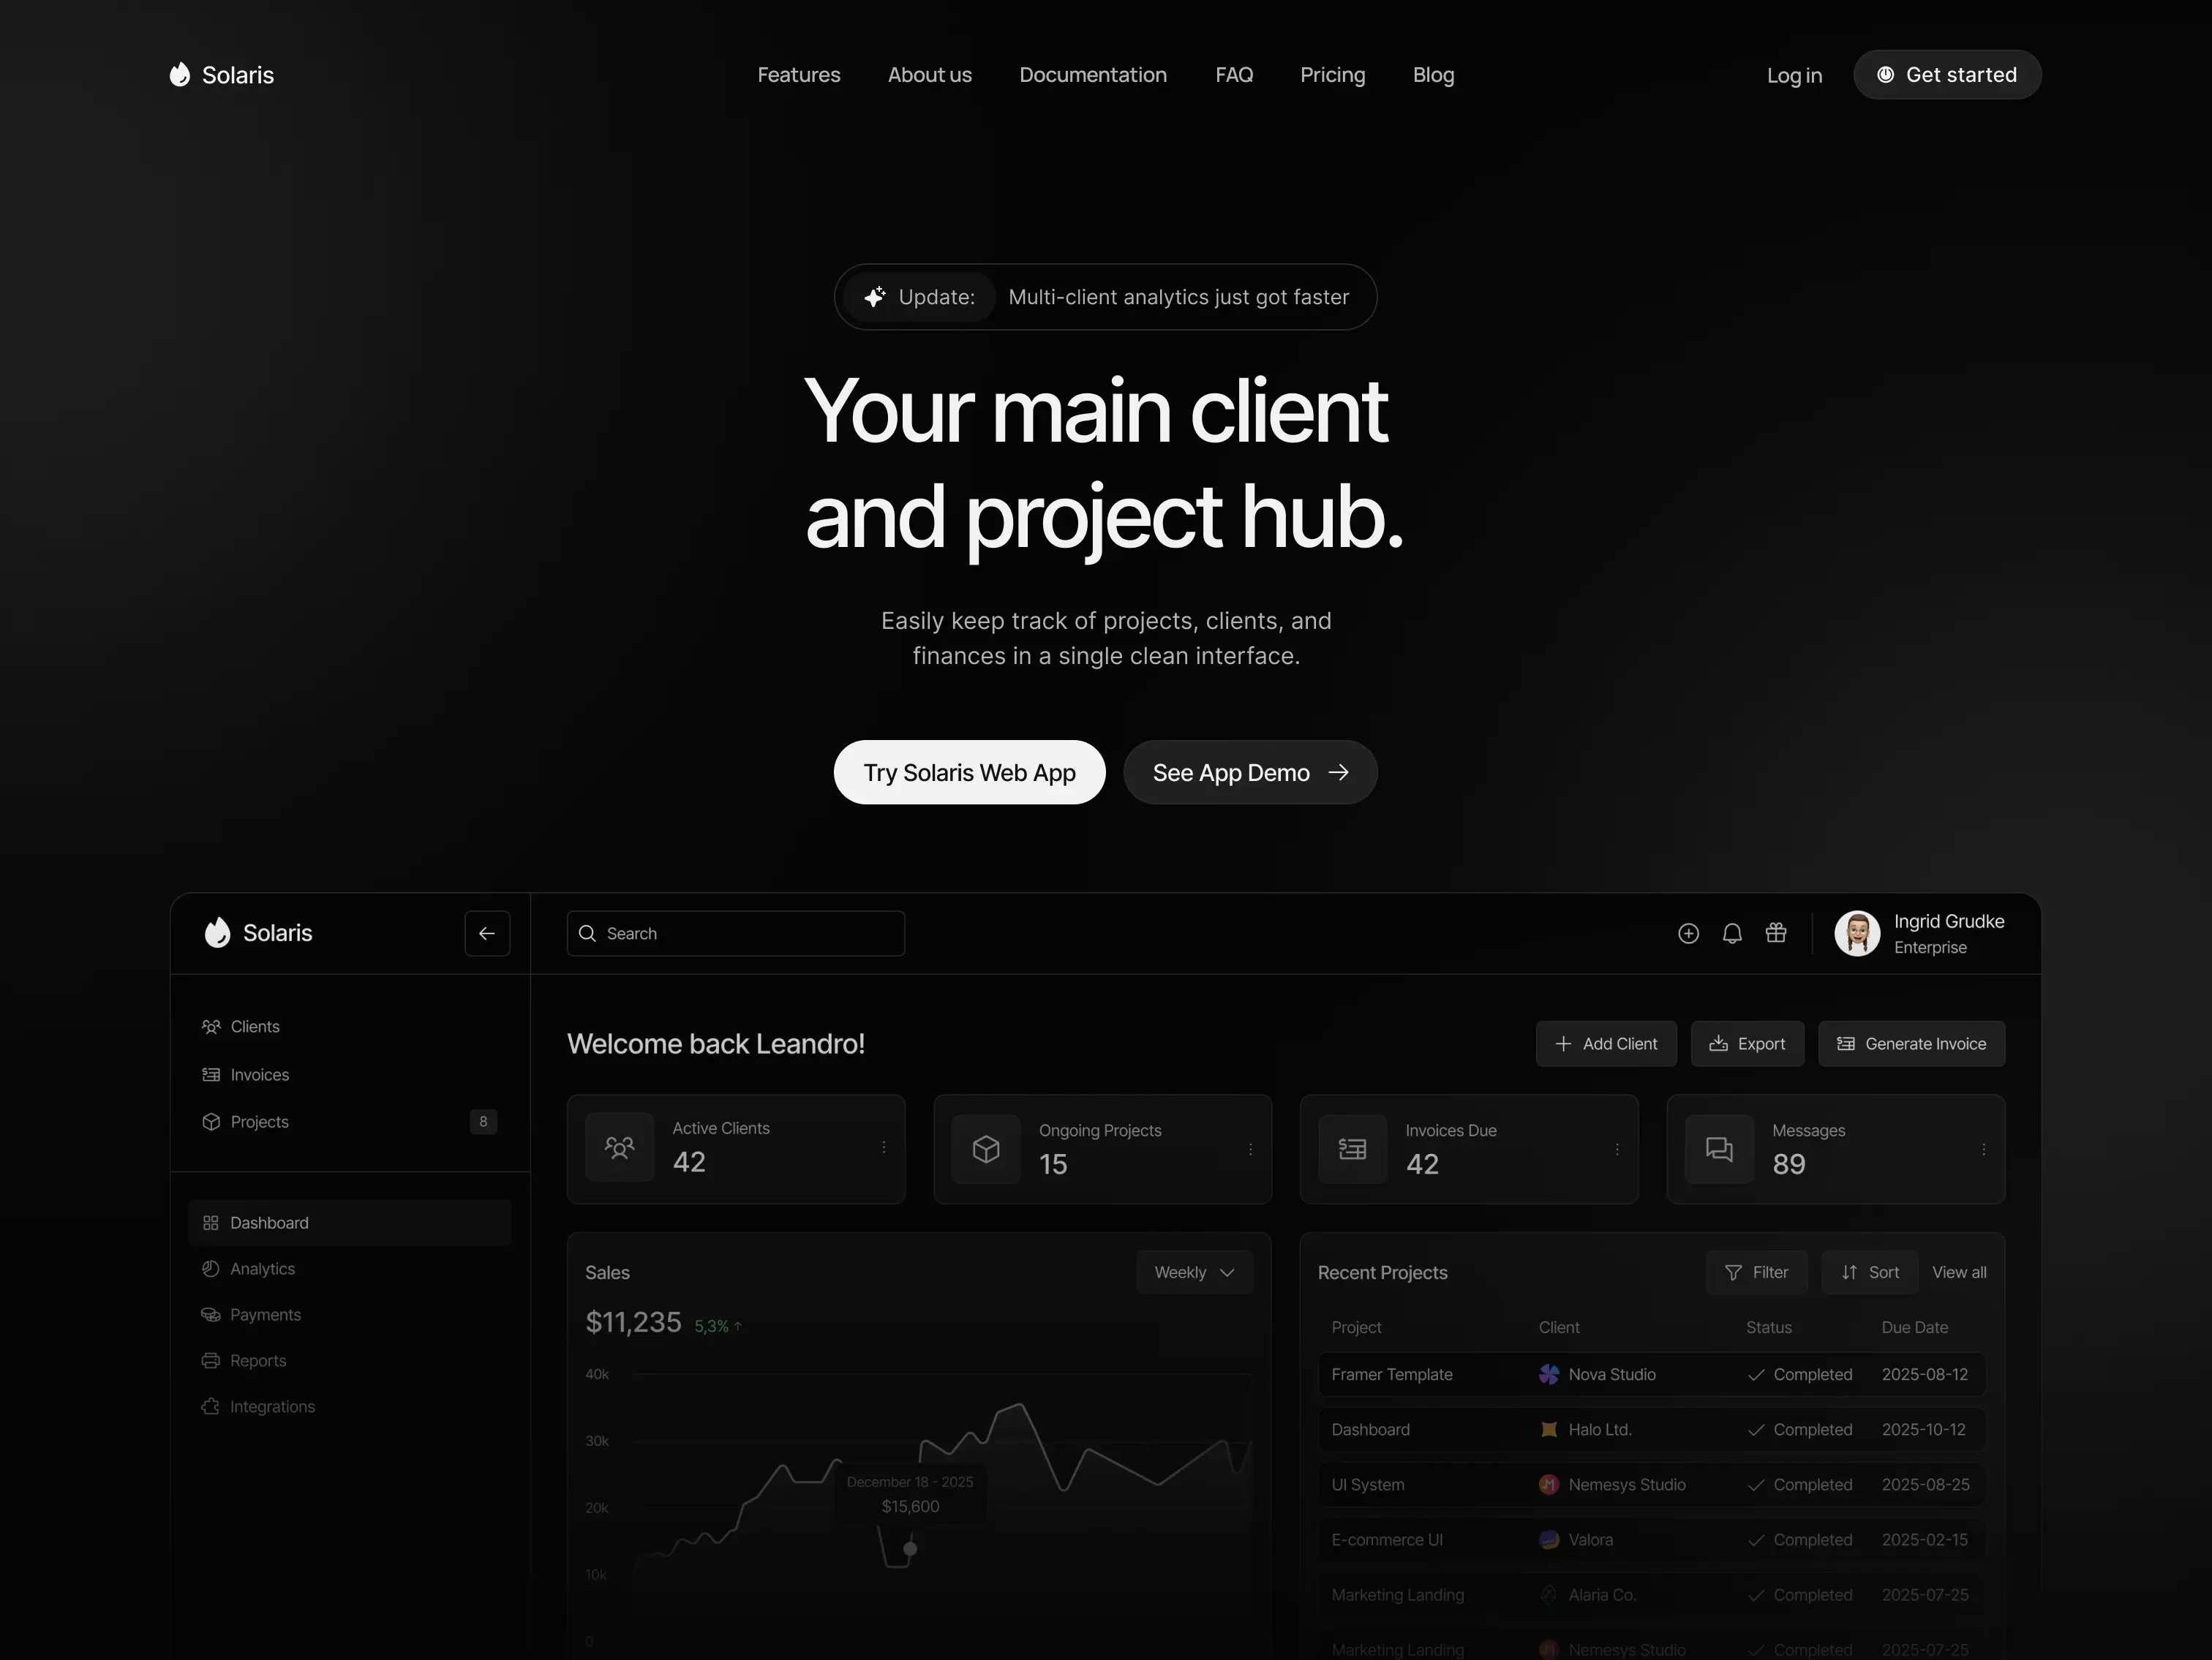 Solaris
Features
About us
Documentation
FAQ
Pricing
Blog
Log in
Get started
Update:
Multi-client analytics just got faster
Your main client
and project hub.
Easily keep track of projects, clients, and
finances in a single clean interface.
Try Solaris Web App
See App Demo
Solaris
Search
Ingrid Grudke
Enterprise
Clients
Invoices
Projects
8
Dashboard
Analytics
Payments
Reports
Integrations
Welcome back Leandro!
Add Client
Export
Generate Invoice
Active Clients
42
Ongoing Projects
15
Invoices Due
42
Messages
89
Sales
Weekly
$11,235 5,3% ↑
40k
30k
20k
10k
0
December 18 - 2025
$15,600
Recent Projects
Filter
Sort
View all
Project Client Status Due Date
Framer Template Nova Studio Completed 2025-08-12
Dashboard Halo Ltd. Completed 2025-10-12
UI System Nemesys Studio Completed 2025-08-25
E-commerce UI Valora Completed 2025-02-15
Marketing Landing Alaria Co. Completed 2025-07-25
Marketing Landing Nemesys Studio Completed 2025-07-25